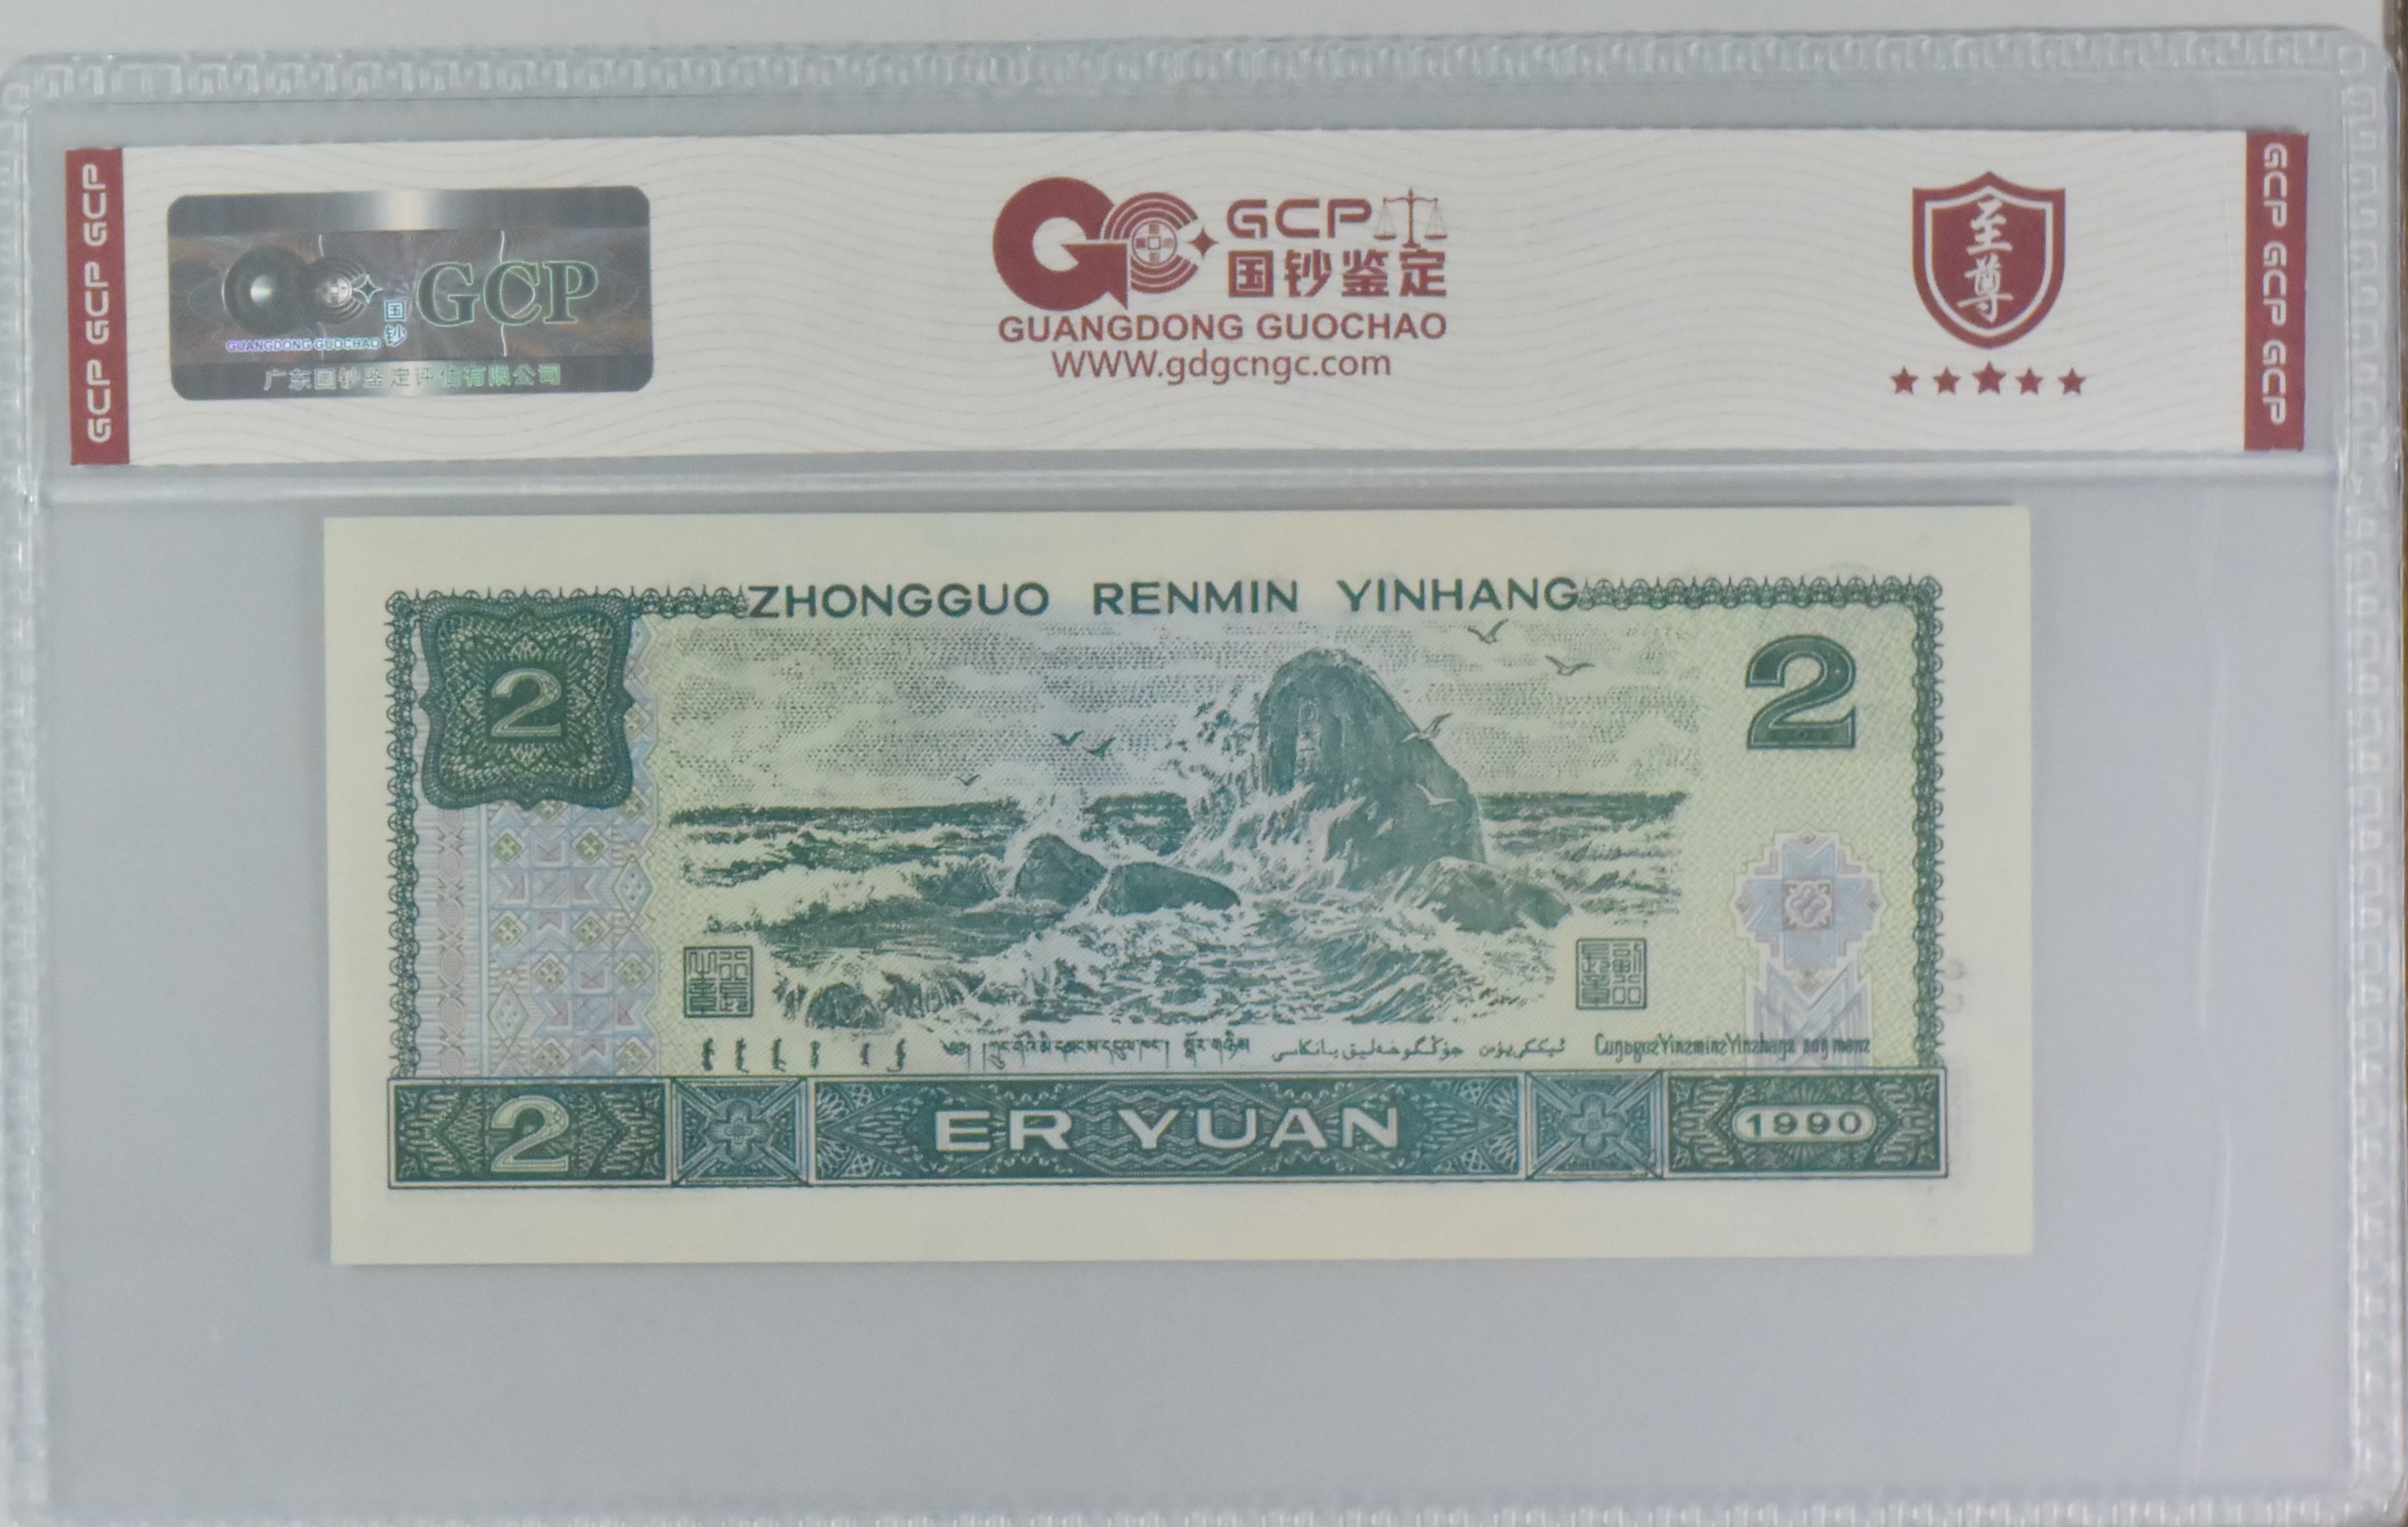 GCP GCP GCP
GCP
国钞
GUANGDONG GUOCHAO
广东国钞鉴定评估有限公司
GCP
国钞鉴定
GUANGDONG GUOCHAO
WWW.gdgcngc.com
至尊
GCP GCP GCP
ZHONGGUO RENMIN YINHANG
2
2
2
ER YUAN
1990